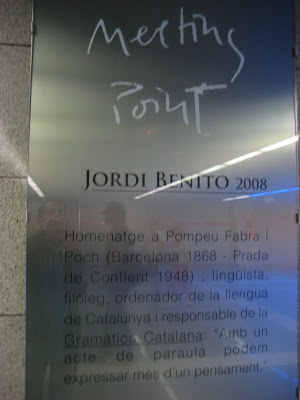 Meeting
Point
JORDI BENITO 2008
Homenatge a Pompeu Fabra i
Poch (Barcelona 1868 - Prada
de Conflent 1948) , lingüista,
filòleg, ordenador de la llengua
de Catalunya i responsable de la
Gramàtica Catalana: "Amb un
acte de paraula podem
expressar més d'un pensament."